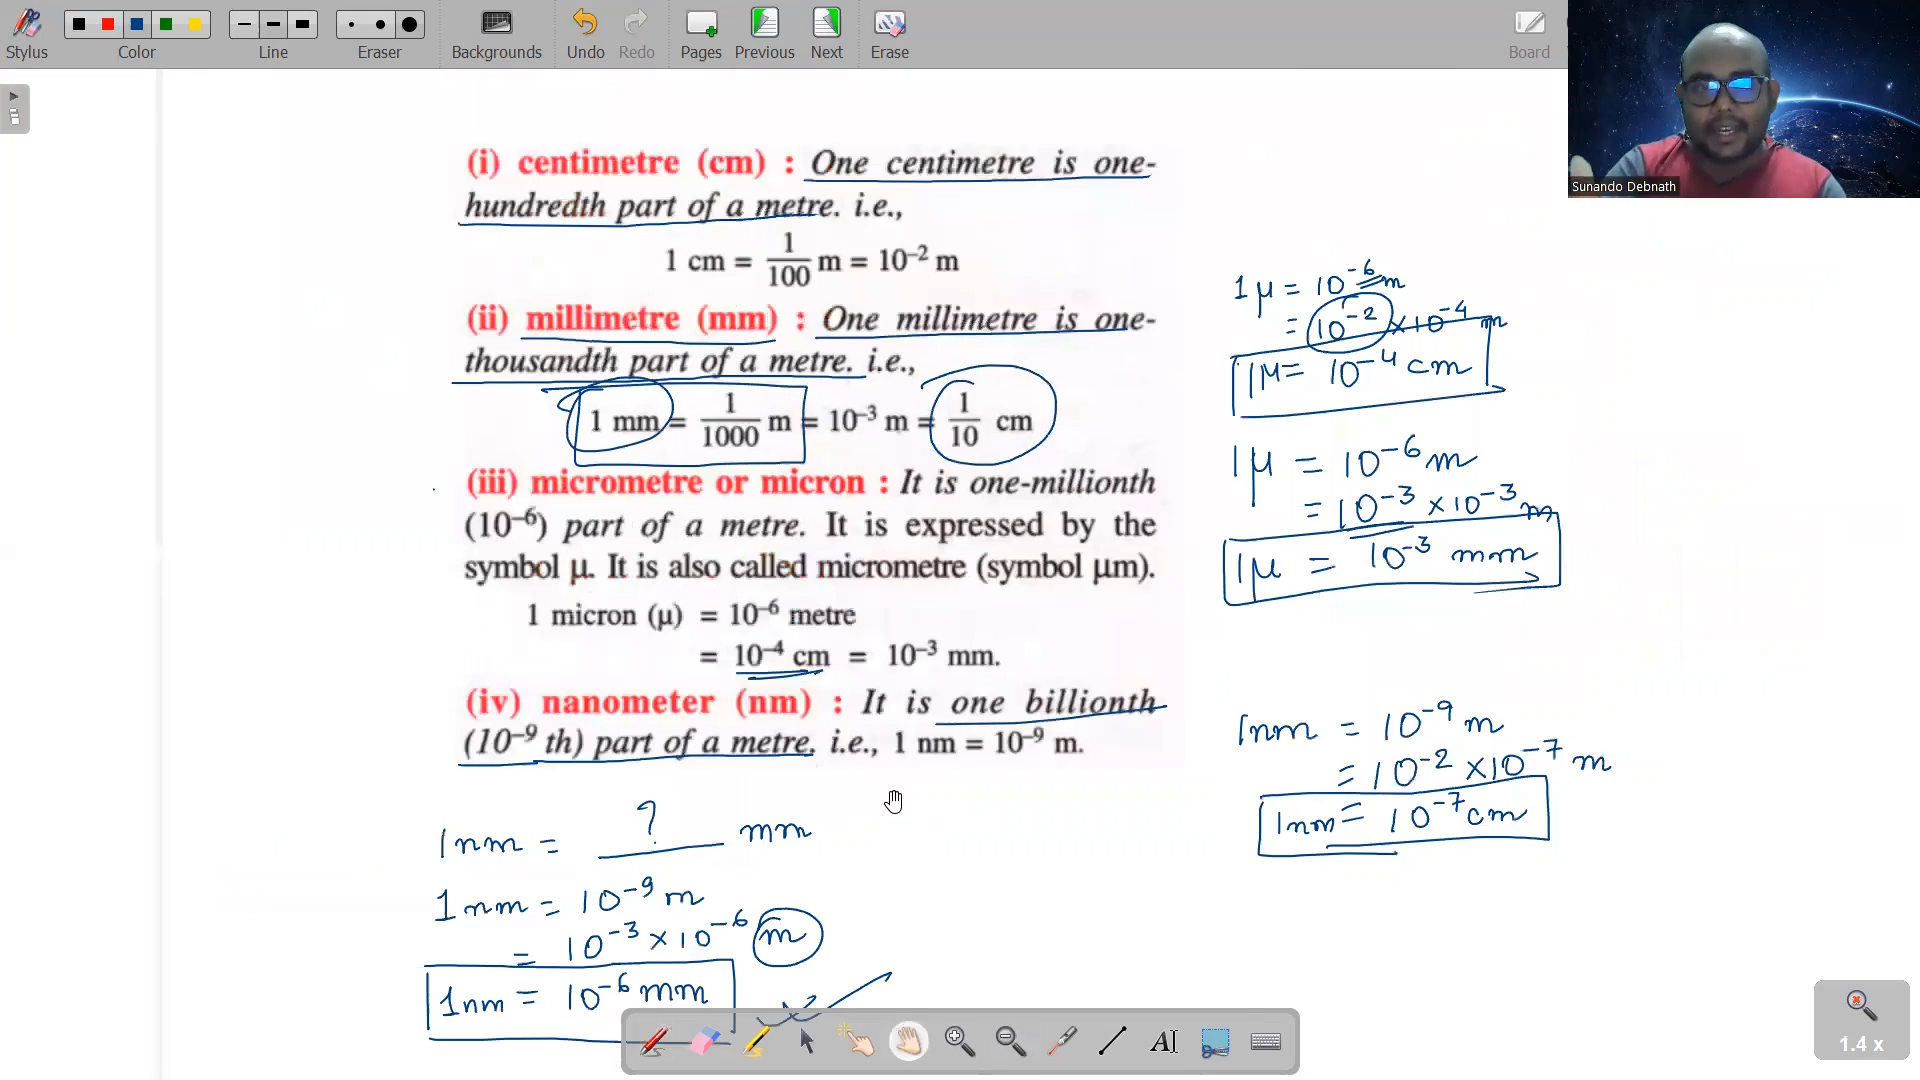 Stylus Color Line Eraser Backgrounds Undo Redo Pages Previous Next Erase Board
Sunando Debnath
(i) centimetre (cm) : One centimetre is one-
hundredth part of a metre. i.e.,
1 cm = 1/100 m = 10⁻² m
(ii) millimetre (mm) : One millimetre is one-
thousandth part of a metre. i.e.,
1 mm = 1/1000 m = 10⁻³ m = 1/10 cm
(iii) micrometre or micron : It is one-millionth
(10⁻⁶) part of a metre. It is expressed by the
symbol μ. It is also called micrometre (symbol μm).
1 micron (μ) = 10⁻⁶ metre
= 10⁻⁴ cm = 10⁻³ mm.
(iv) nanometer (nm) : It is one billionth
(10⁻⁹ th) part of a metre. i.e., 1 nm = 10⁻⁹ m.
1nm = ? mm
1nm = 10⁻⁹ m
= 10⁻³ × 10⁻⁶ m
1nm = 10⁻⁶ mm
1μ = 10⁻⁶ m
= 10⁻² × 10⁻⁴ m
1μ = 10⁻⁴ cm
1μ = 10⁻⁶ m
= 10⁻³ × 10⁻³ m
1μ = 10⁻³ mm
1nm = 10⁻⁹ m
= 10⁻² × 10⁻⁷ m
1nm = 10⁻⁷ cm
AI
1.4 x